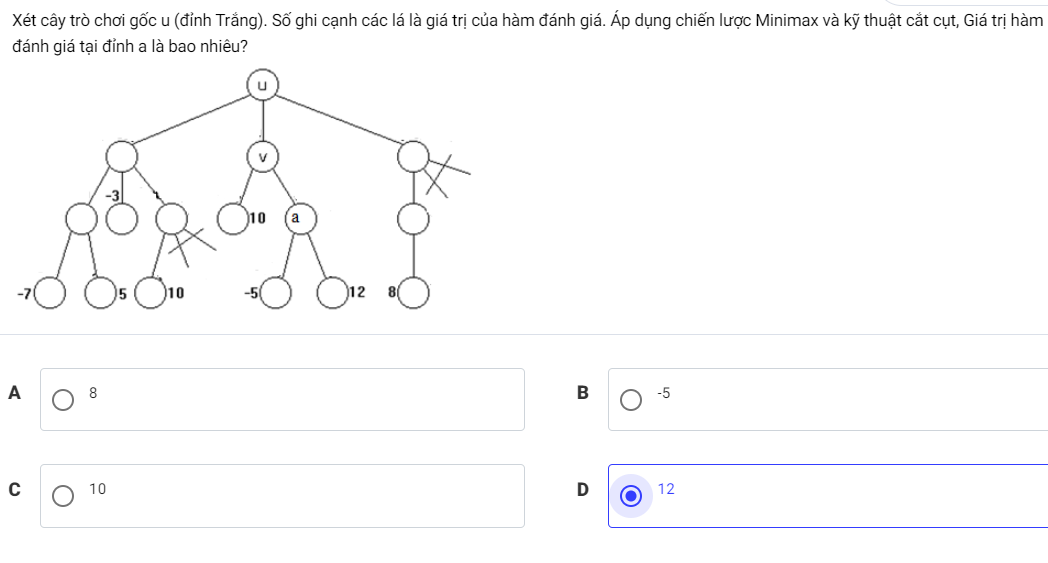 Xét cây trò chơi gốc u (đỉnh Trắng). Số ghi cạnh các lá là giá trị của hàm đánh giá. Áp dụng chiến lược Minimax và kỹ thuật cắt cụt, Giá trị hàm
đánh giá tại đỉnh a là bao nhiêu?
u
v
-3
10 a
-7 5 10 -5 12 8
A 8 B -5
C 10 D 12